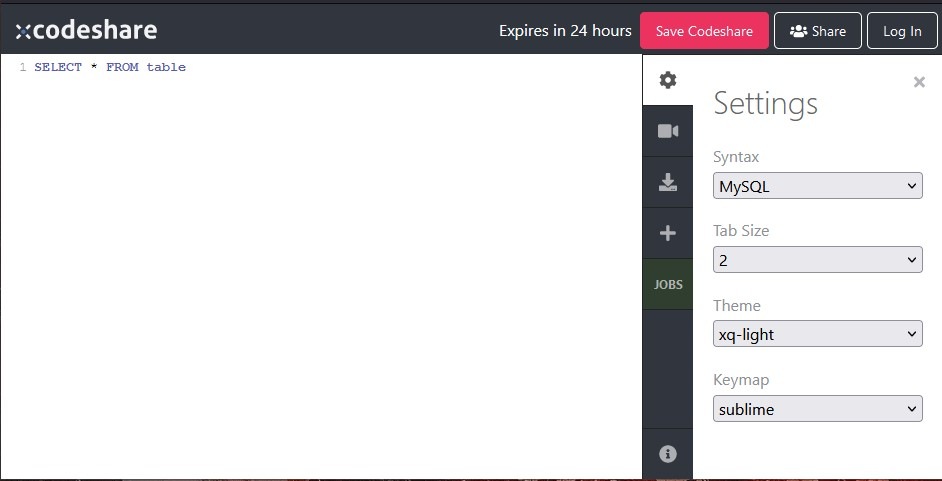 codeshare
Expires in 24 hours
Save Codeshare
Share
Log In
1 SELECT * FROM table
JOBS
Settings
Syntax
MySQL
Tab Size
2
Theme
xq-light
Keymap
sublime